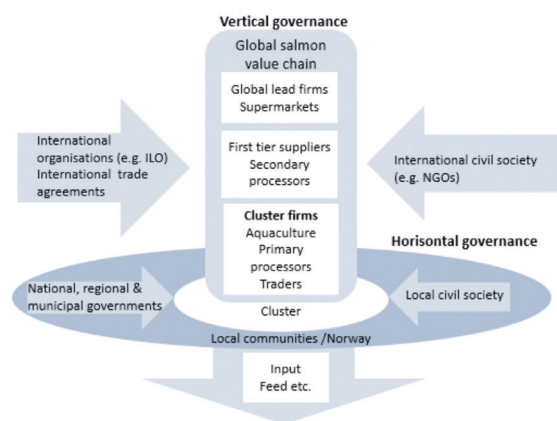 Vertical governance
Global salmon
value chain
Global lead firms
Supermarkets
International
organisations (e.g. ILO)
International trade
agreements
First tier suppliers
Secondary
processors
International civil society
(e.g. NGOs)
Cluster firms
Aquaculture
Primary
processors
Traders
Horisontal governance
National, regional &
municipal governments
Local civil society
Cluster
Local communities /Norway
Input
Feed etc.